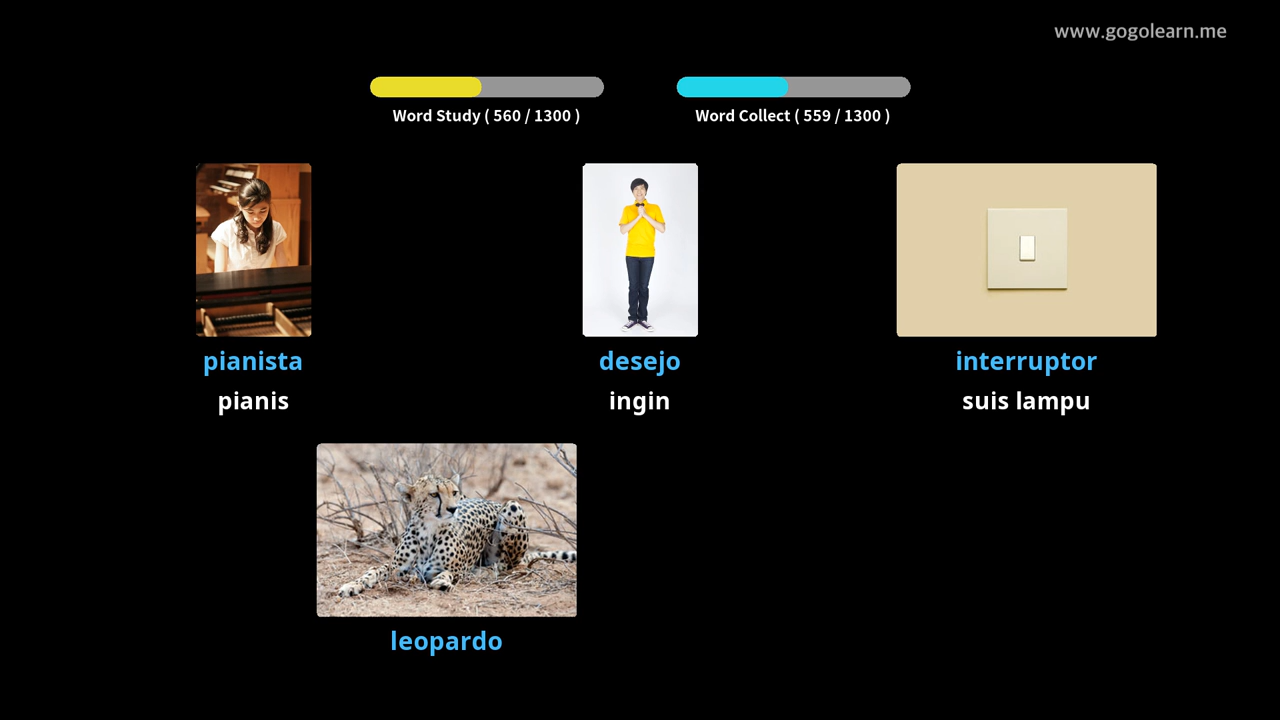 www.gogolearn.me
Word Study ( 560 / 1300 )
Word Collect ( 559 / 1300 )
pianista
desejo
interruptor
pianis
ingin
suis lampu
leopardo